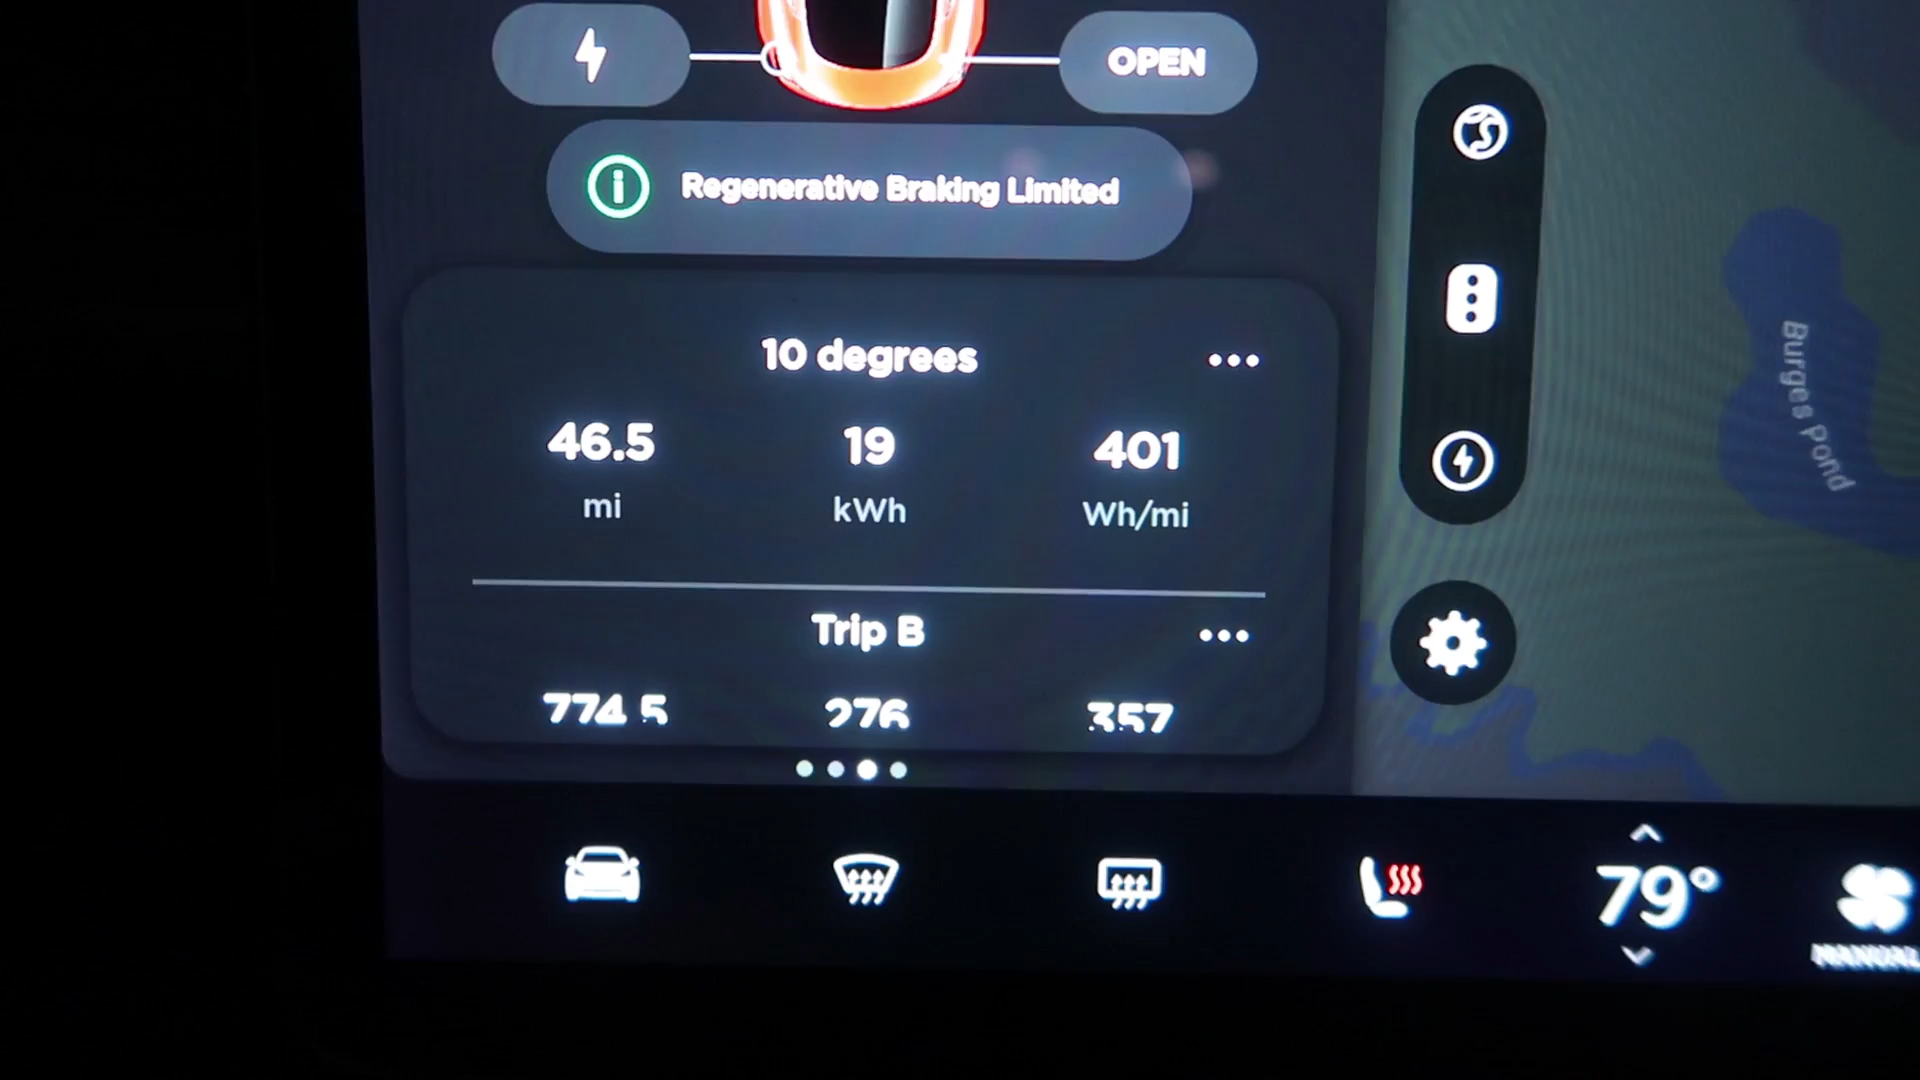 OPEN
Regenerative Braking Limited
10 degrees
46.5 19 401
mi kWh Wh/mi
Trip B
774.5 276 357
Burges Pond
79°
MANUAL